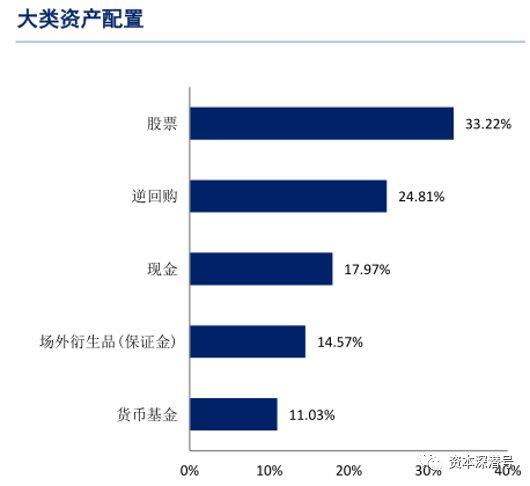 大类资产配置
股票 33.22%
逆回购 24.81%
现金 17.97%
场外衍生品(保证金) 14.57%
货币基金 11.03%
0% 10% 20% 30% 40%
资本深潜号